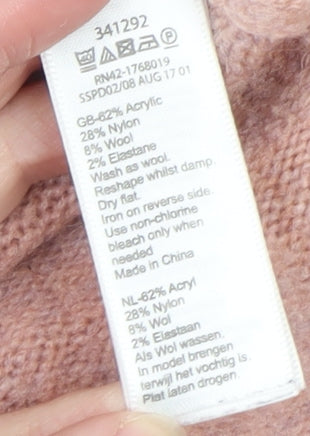 341292
RN42-1768019
SSPD02/08 AUG 17 01
GB-62% Acrylic
28% Nylon
8% Wool
2% Elastane
Wash as wool.
Reshape whilst damp
Dry flat.
Iron on reverse side.
Use non-chlorine
bleach only when
needed
Made in China
NL-62% Acryl
28% Nylon
8% Wol
2% Elastaan
Als Wol wassen.
In model brengen
terwijl het vochtig is.
Plat laten drogen